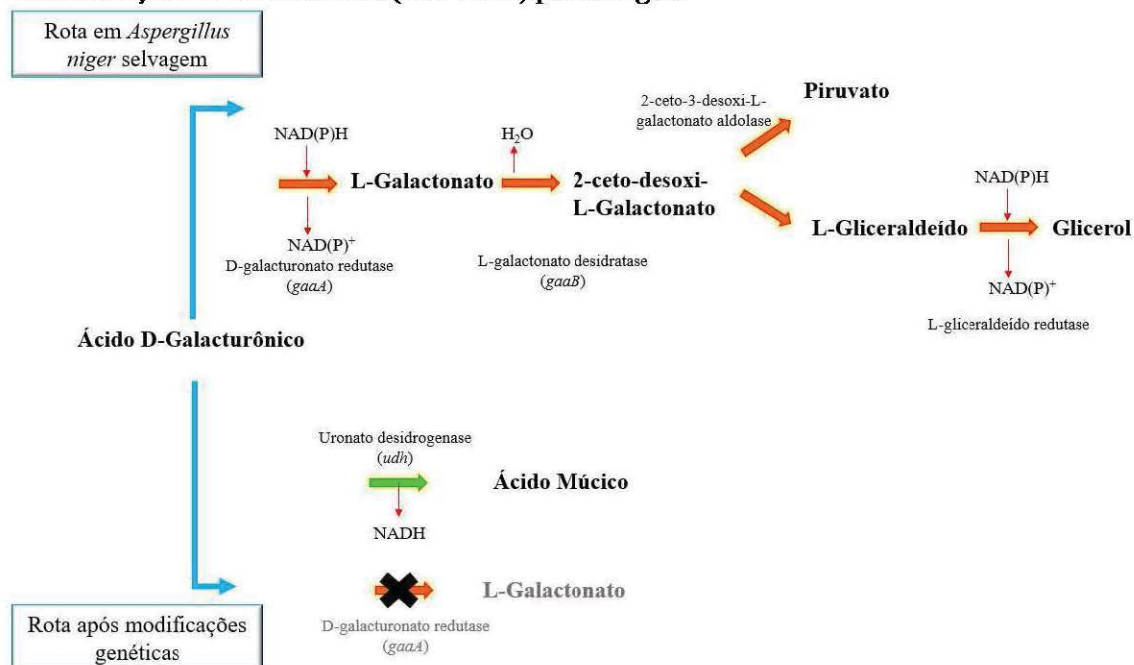 Rota em Aspergillus
niger selvagem
NAD(P)H
L-Galactonato
NAD(P)+
D-galacturonato redutase
(gaaA)
H2O
L-galactonato desidratase
(gaaB)
2-ceto-desoxi-
L-Galactonato
2-ceto-3-desoxi-L-
galactonato aldolase
Piruvato
L-Gliceraldeído
NAD(P)H
NAD(P)+
Glicerol
L-gliceraldeído redutase
Ácido D-Galacturônico
Uronato desidrogenase
(udh)
NADH
Ácido Múcico
L-Galactonato
D-galacturonato redutase
(gaaA)
Rota após modificações
genéticas